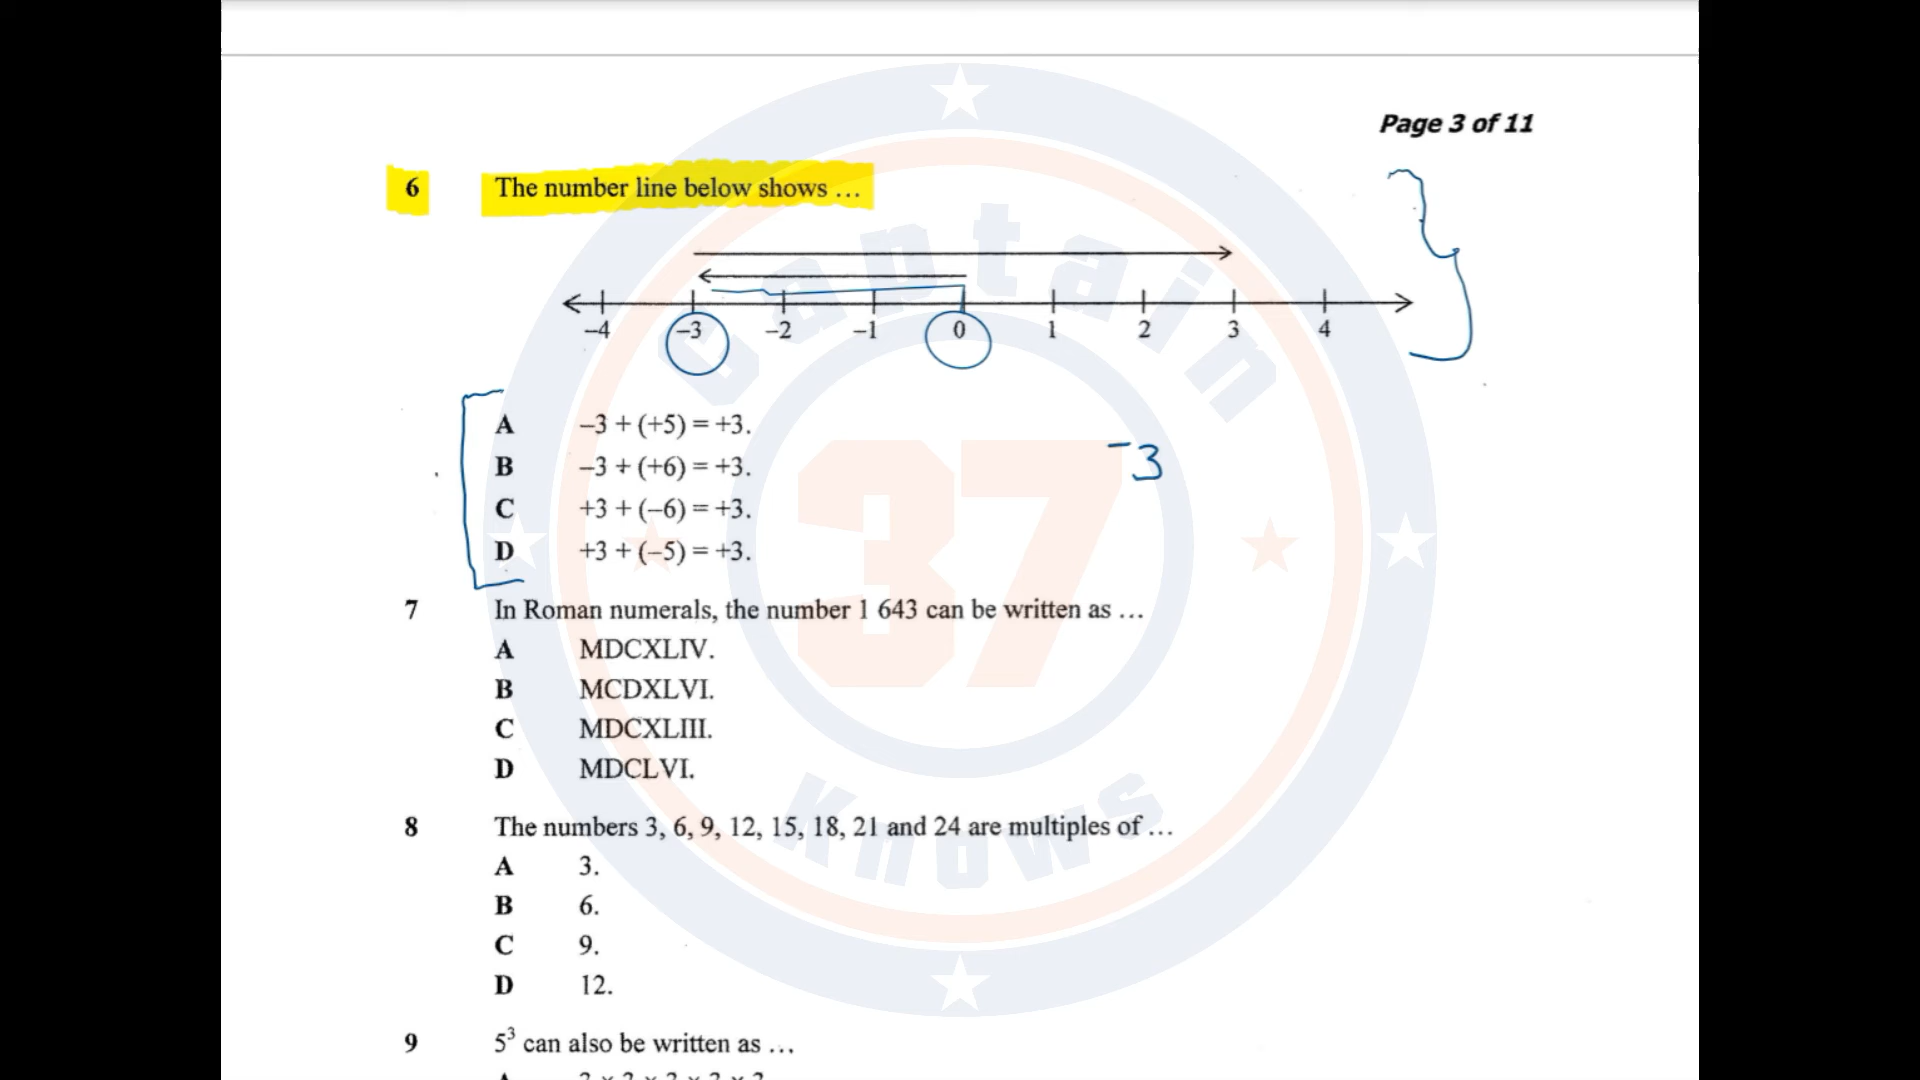 Page 3 of 11
6 The number line below shows …
–4 –3 –2 –1 0 1 2 3 4
A –3 + (+5) = +3.
B –3 + (+6) = +3.
C +3 + (–6) = +3.
D +3 + (–5) = +3.
-3
7 In Roman numerals, the number 1 643 can be written as …
A MDCXLIV.
B MCDXLVI.
C MDCXLIII.
D MDCLVI.
8 The numbers 3, 6, 9, 12, 15, 18, 21 and 24 are multiples of …
A 3.
B 6.
C 9.
D 12.
9 5³ can also be written as …
Captain
37
Knows